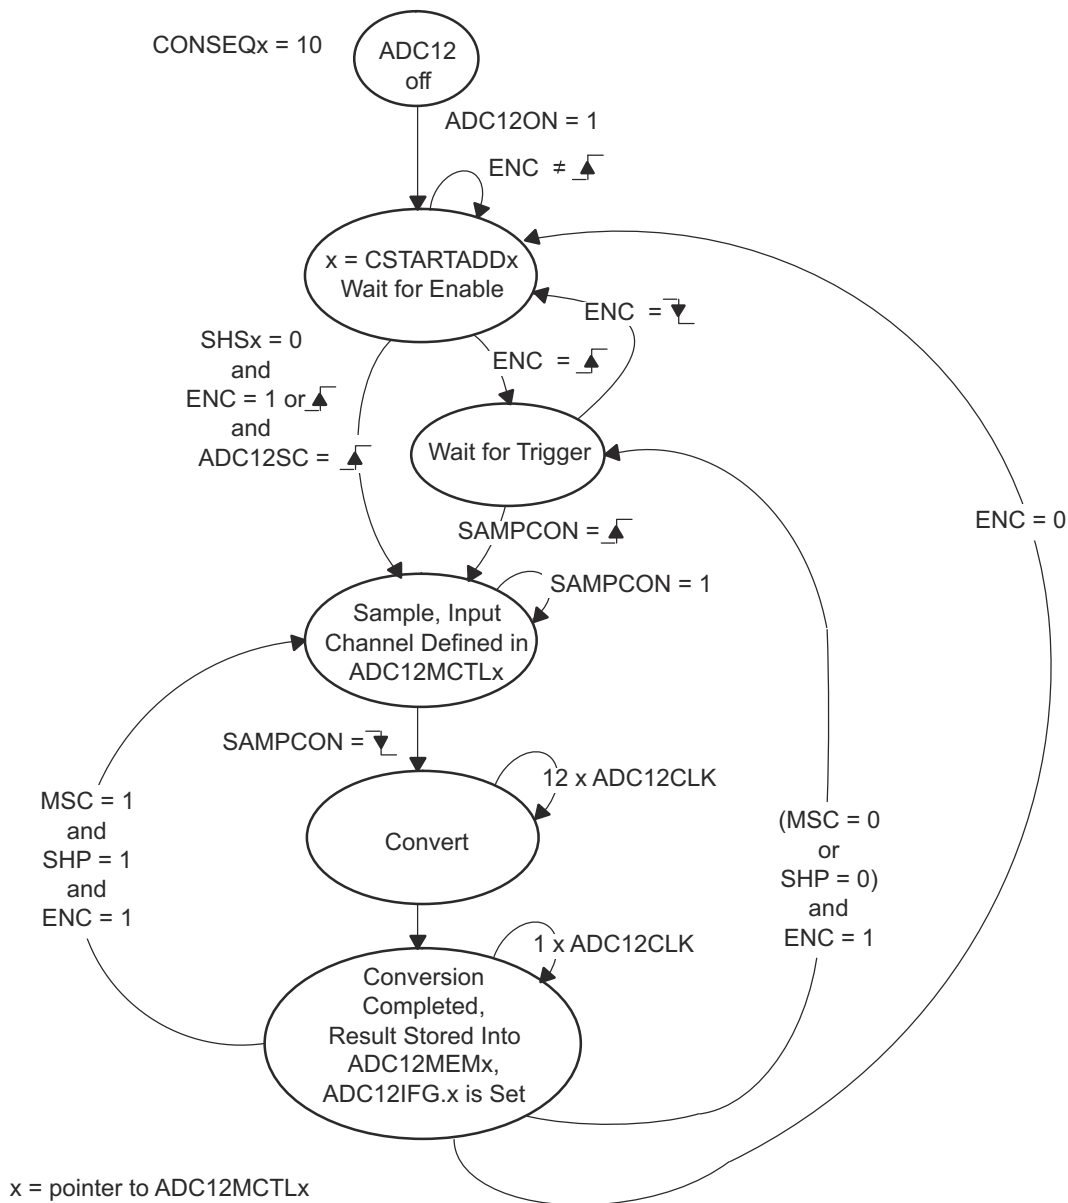 CONSEQx = 10
ADC12
off
ADC12ON = 1
ENC ≠
x = CSTARTADDx
Wait for Enable
ENC =
SHSx = 0
and
ENC = 1 or
and
ADC12SC =
ENC =
Wait for Trigger
ENC = 0
SAMPCON =
SAMPCON = 1
Sample, Input
Channel Defined in
ADC12MCTLx
SAMPCON =
12 x ADC12CLK
MSC = 1
and
SHP = 1
and
ENC = 1
Convert
(MSC = 0
or
SHP = 0)
and
ENC = 1
1 x ADC12CLK
Conversion
Completed,
Result Stored Into
ADC12MEMx,
ADC12IFG.x is Set
x = pointer to ADC12MCTLx